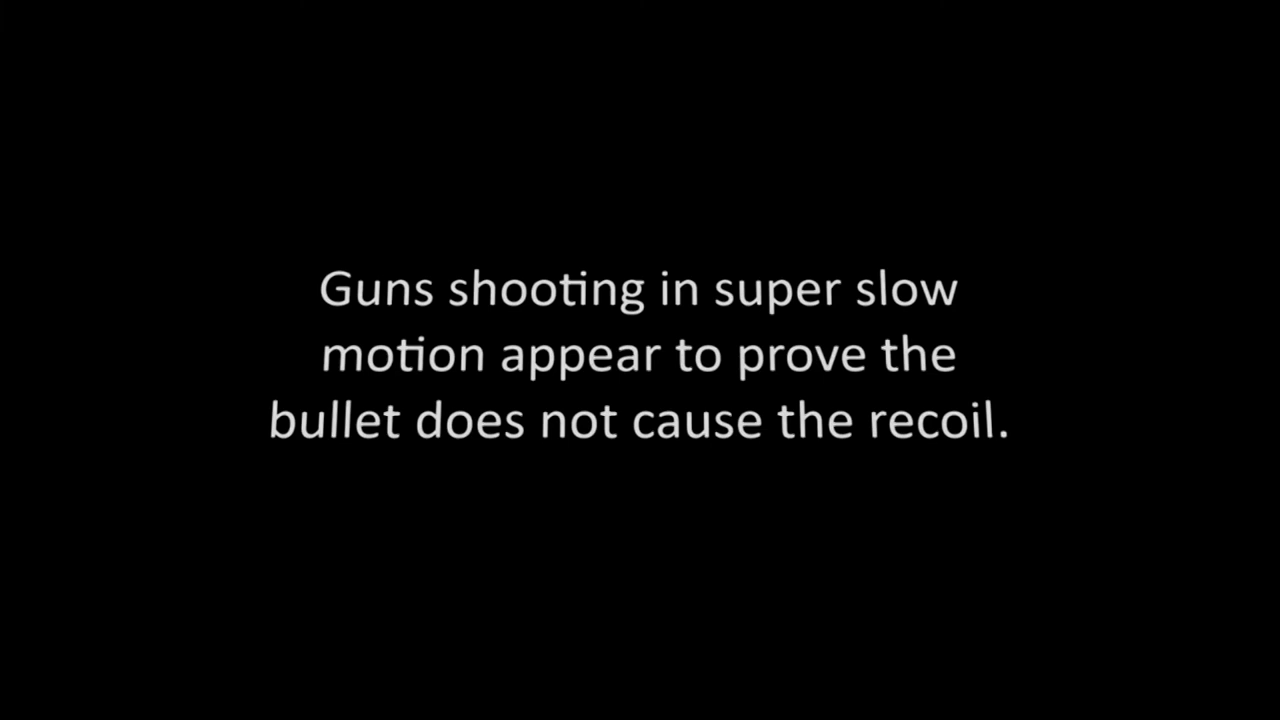 Guns shooting in super slow
motion appear to prove the
bullet does not cause the recoil.